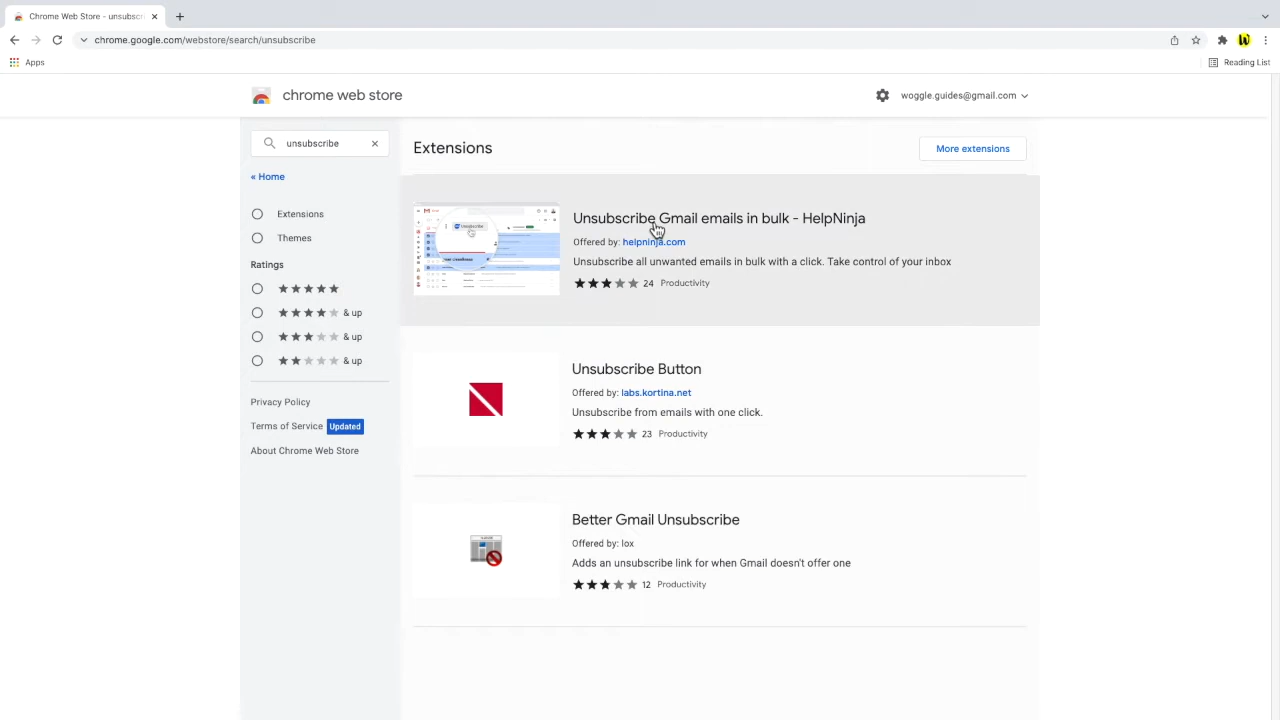 Chrome Web Store - unsubscri
chrome.google.com/webstore/search/unsubscribe
Apps
Reading List
chrome web store
woggle.guides@gmail.com
unsubscribe
« Home
Extensions
Themes
Ratings
& up
& up
& up
Privacy Policy
Terms of Service Updated
About Chrome Web Store
Extensions
More extensions
Unsubscribe Gmail emails in bulk - HelpNinja
Offered by: helpninja.com
Unsubscribe all unwanted emails in bulk with a click. Take control of your inbox
24 Productivity
Unsubscribe Button
Offered by: labs.kortina.net
Unsubscribe from emails with one click.
23 Productivity
Better Gmail Unsubscribe
Offered by: lox
Adds an unsubscribe link for when Gmail doesn't offer one
12 Productivity